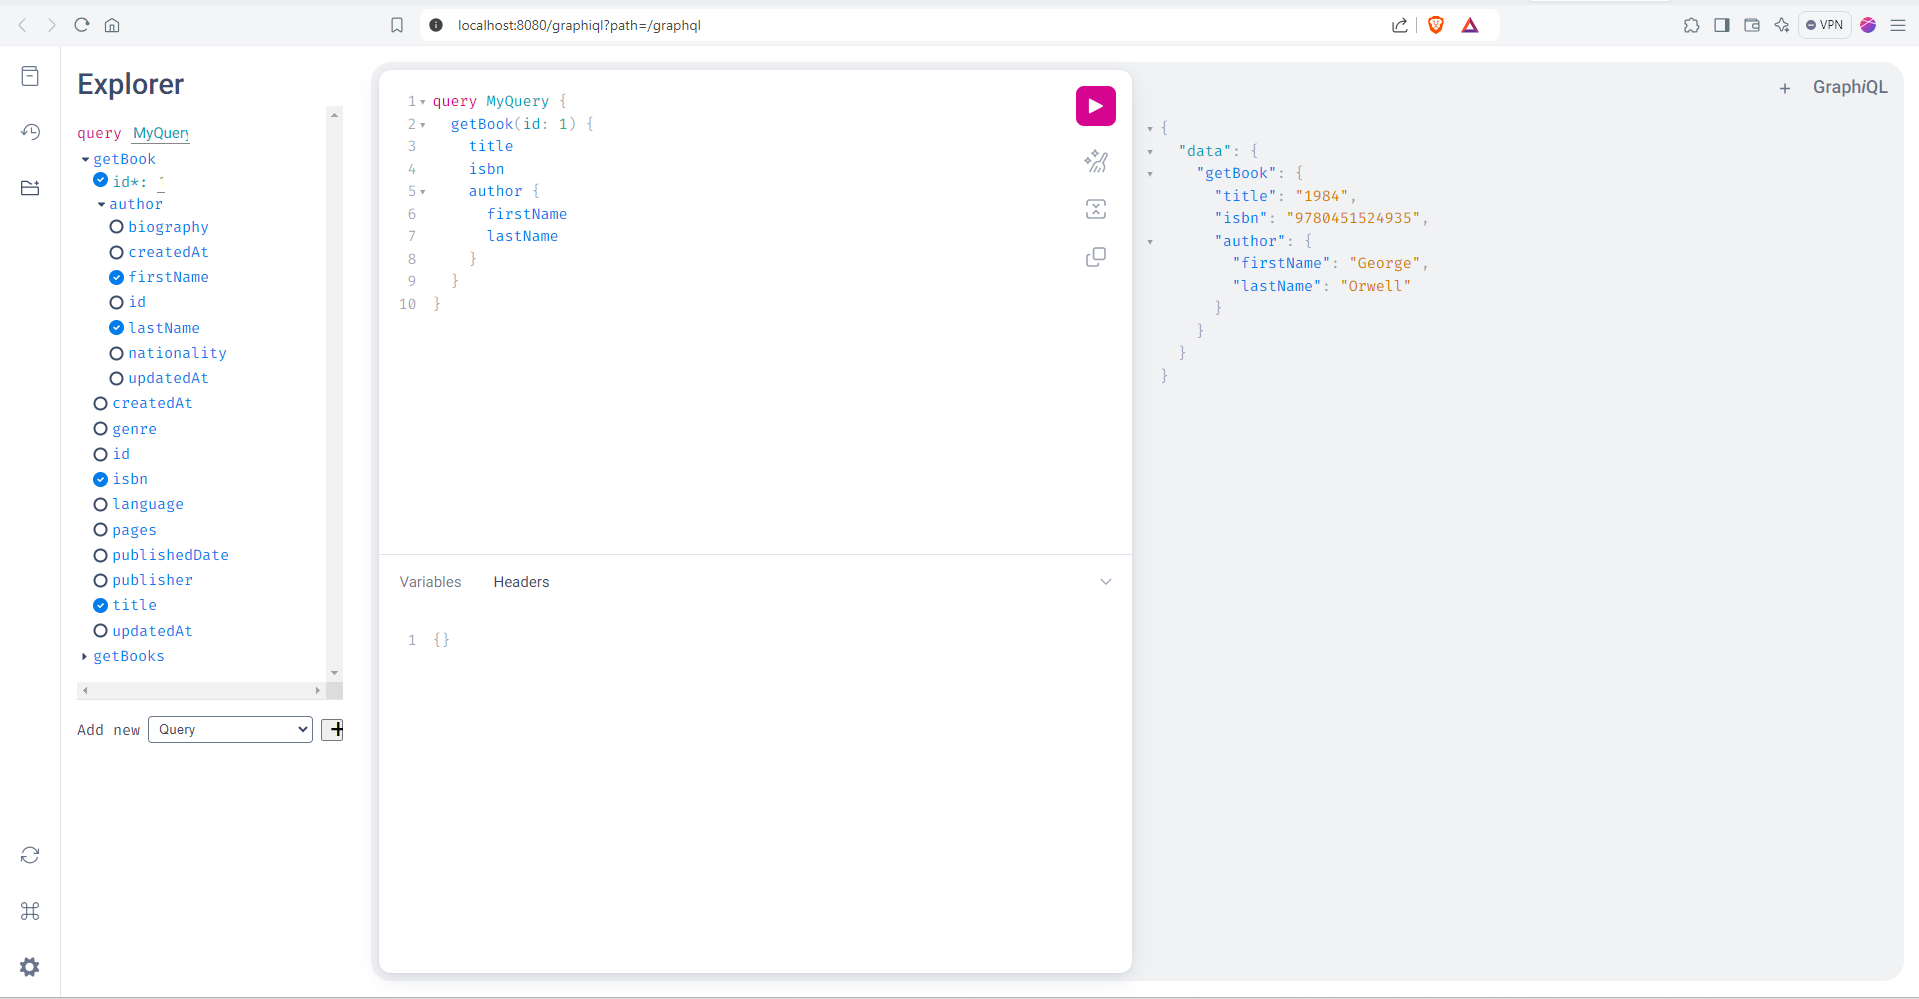 localhost:8080/graphiql?path=/graphql
VPN
Explorer
query MyQuery
getBook
id*:
author
biography
createdAt
firstName
id
lastName
nationality
updatedAt
createdAt
genre
id
isbn
language
pages
publishedDate
publisher
title
updatedAt
getBooks
Add new Query +
1 query MyQuery {
2 getBook(id: 1) {
3 title
4 isbn
5 author {
6 firstName
7 lastName
8 }
9 }
10 }
Variables Headers
1 {}
+ GraphiQL
{
"data": {
"getBook": {
"title": "1984",
"isbn": "9780451524935",
"author": {
"firstName": "George",
"lastName": "Orwell"
}
}
}
}